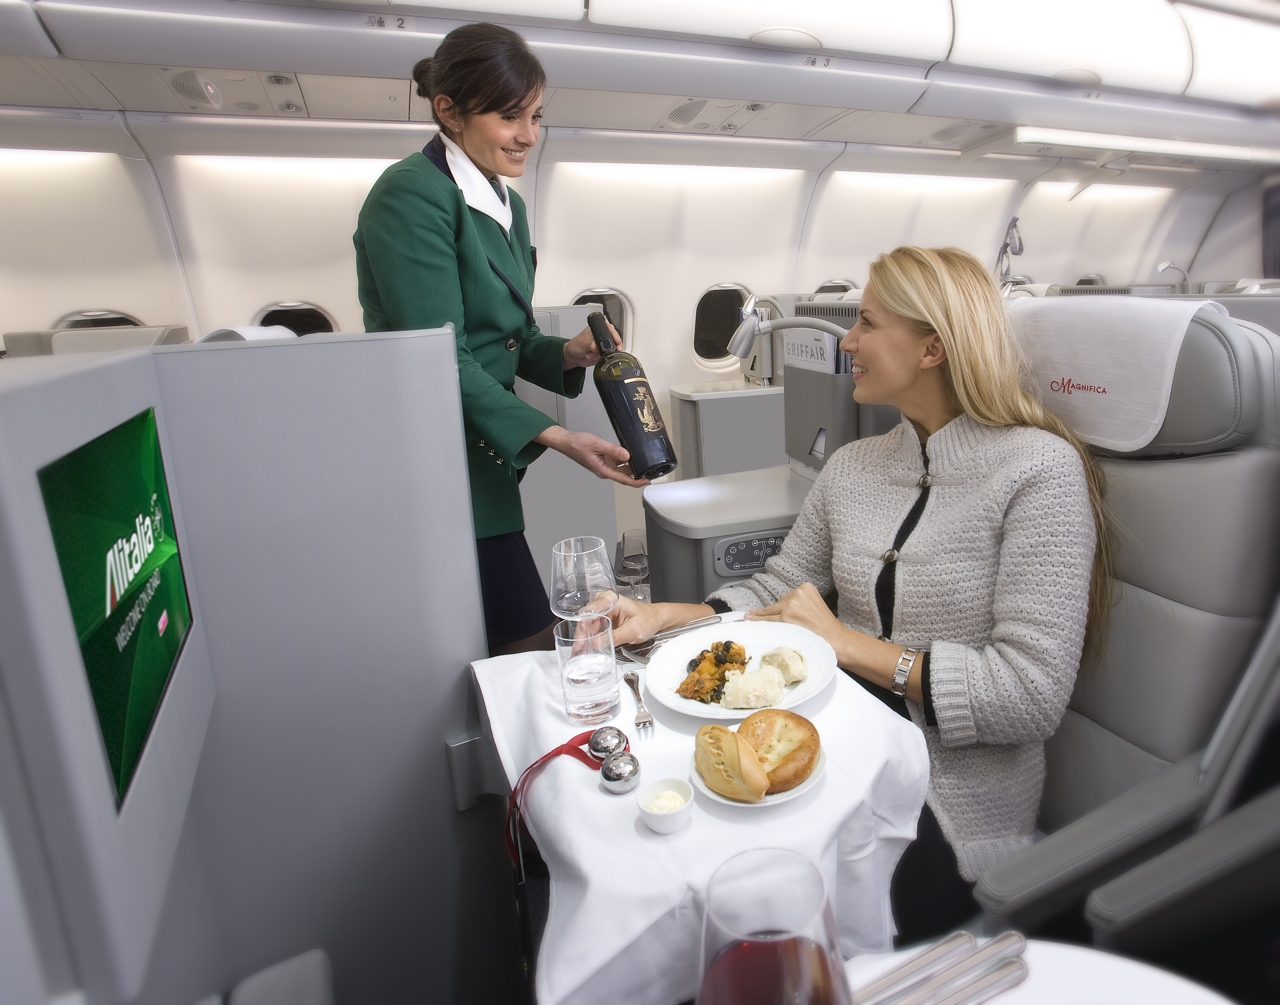 2
3
GRIFFAIR
MAGNIFICA
Alitalia
WELCOME ON BOARD